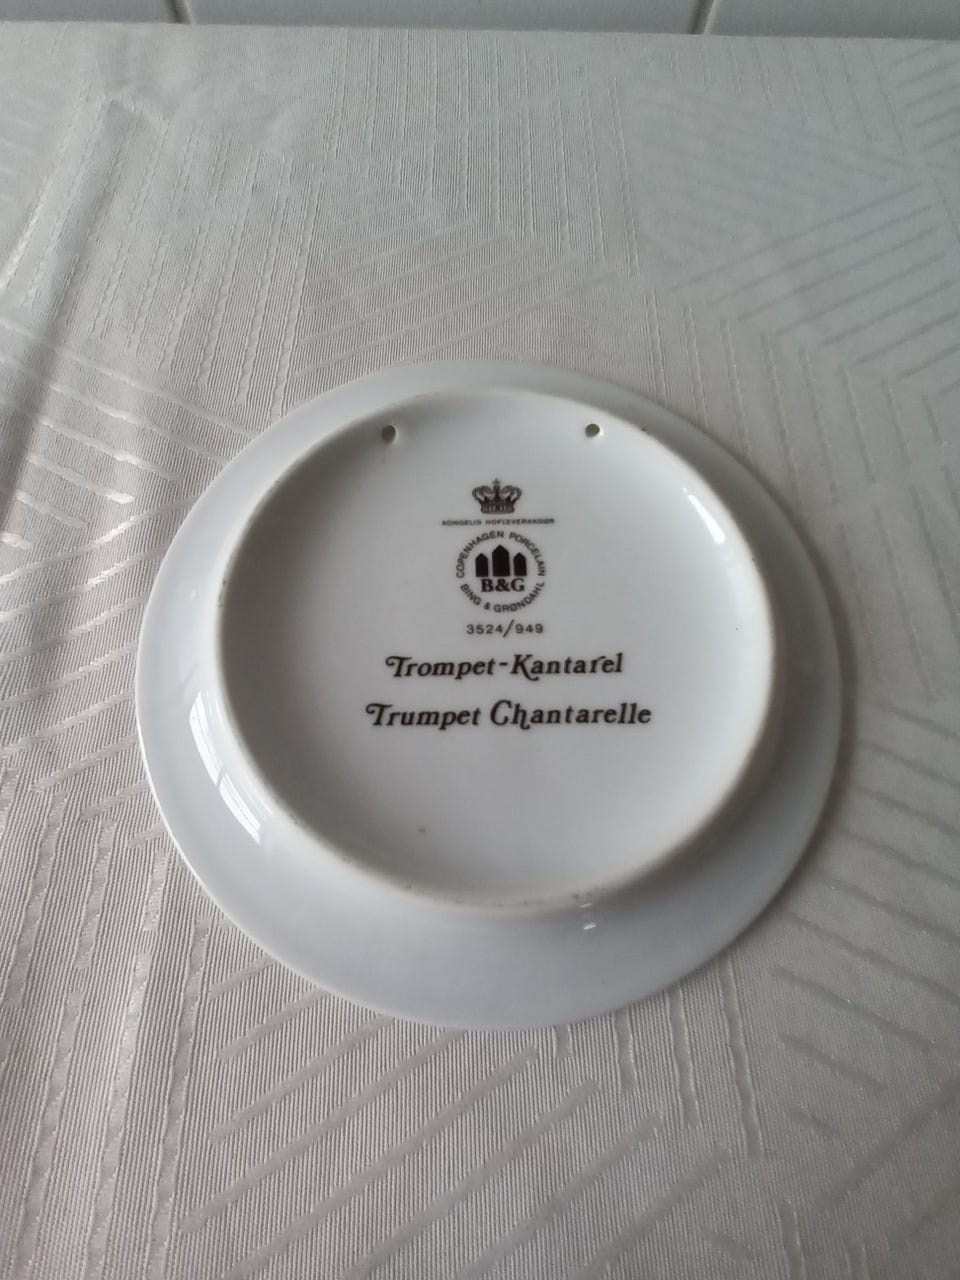 KONGELIG HOFLEVERANDØR
COPENHAGEN PORCELAIN
B&G
BING & GRØNDAHL
3524/949
Trompet-Kantarel
Trumpet Chantarelle